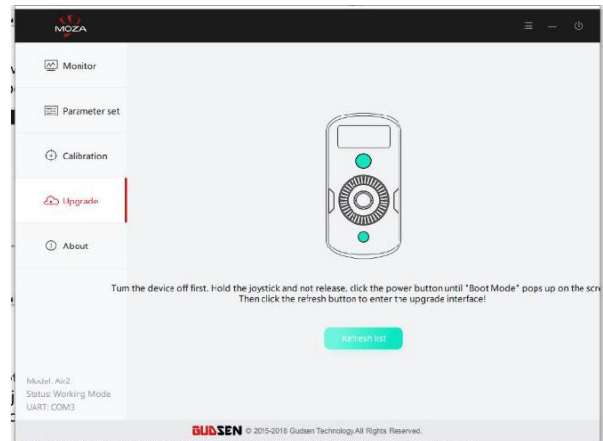 MOZA
Monitor
Parameter set
Calibration
Upgrade
About
Turn the device off first. Hold the joystick and not release, click the power button until "Boot Mode" pops up on the scre
Then click the refresh button to enter the upgrade interface!
Refresh list
Model: Air2
Status: Working Mode
UART: COM3
GUDSEN © 2015-2018 Gudsen Technology. All Rights Reserved.